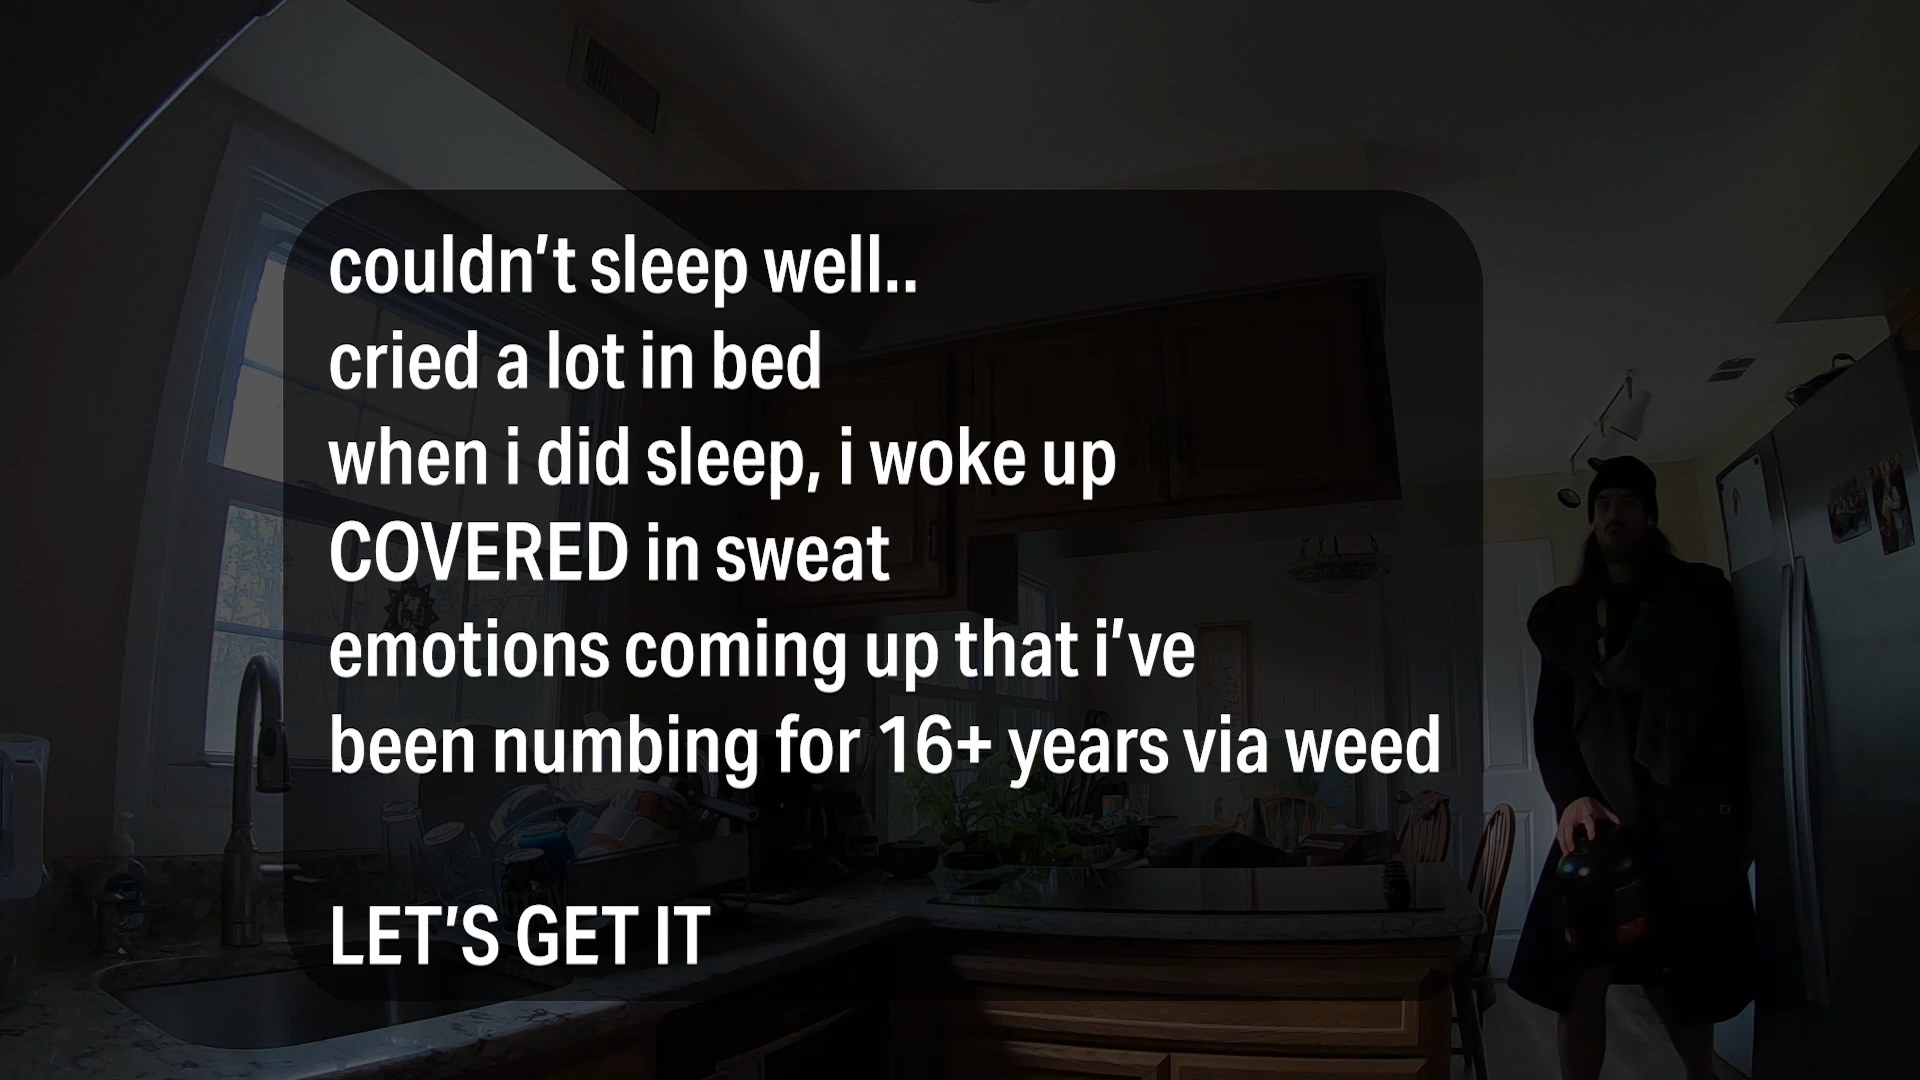 couldn’t sleep well..
cried a lot in bed
when i did sleep, i woke up
COVERED in sweat
emotions coming up that i’ve
been numbing for 16+ years via weed
LET’S GET IT